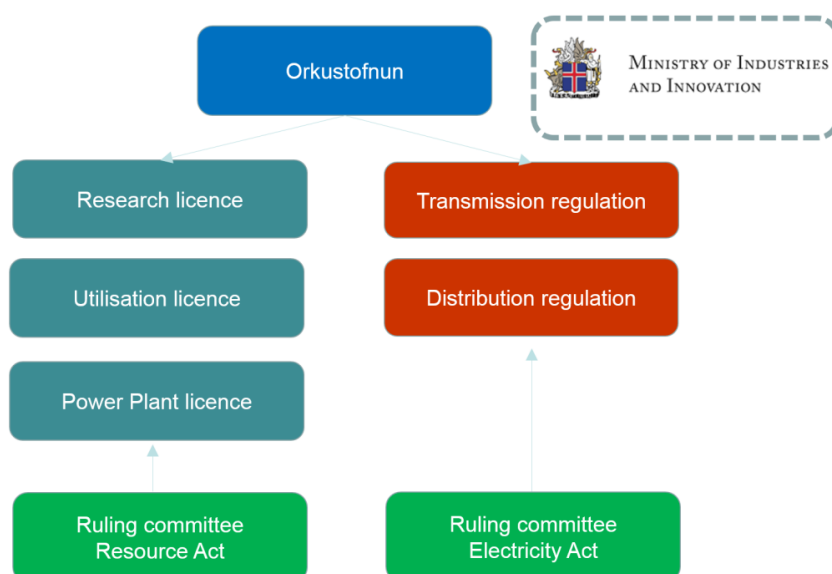 Orkustofnun
MINISTRY OF INDUSTRIES
AND INNOVATION
Research licence
Transmission regulation
Utilisation licence
Distribution regulation
Power Plant licence
Ruling committee
Resource Act
Ruling committee
Electricity Act